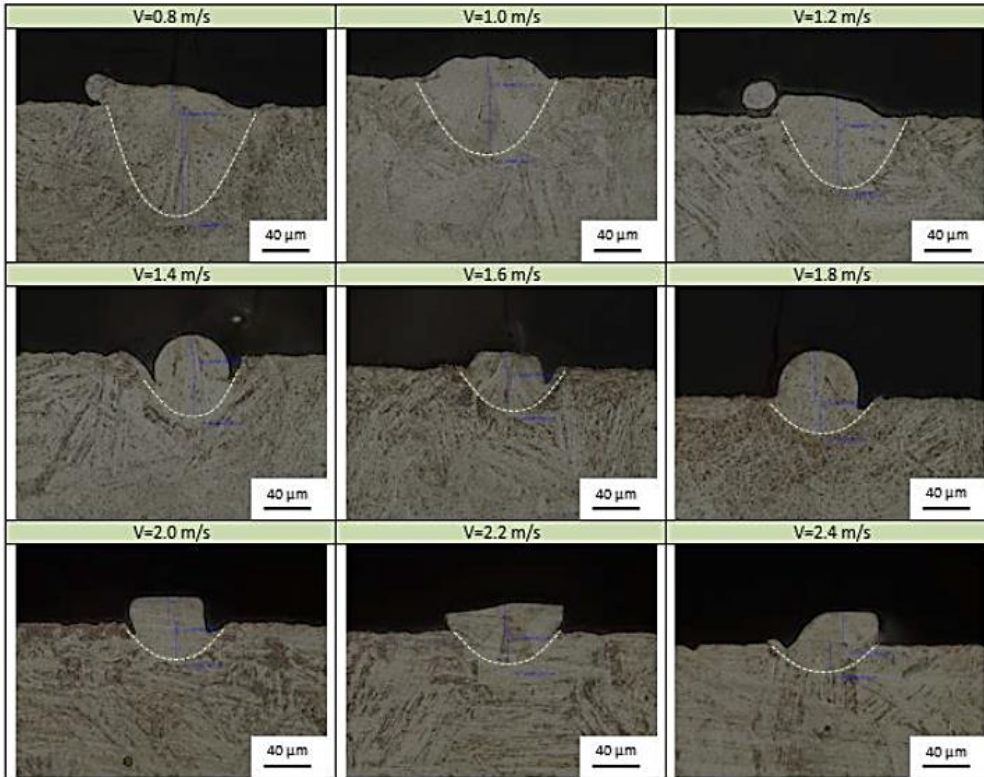 V=0.8 m/s
V=1.0 m/s
V=1.2 m/s
40 µm
40 µm
40 µm
V=1.4 m/s
V=1.6 m/s
V=1.8 m/s
40 µm
40 µm
40 µm
V=2.0 m/s
V=2.2 m/s
V=2.4 m/s
40 µm
40 µm
40 µm